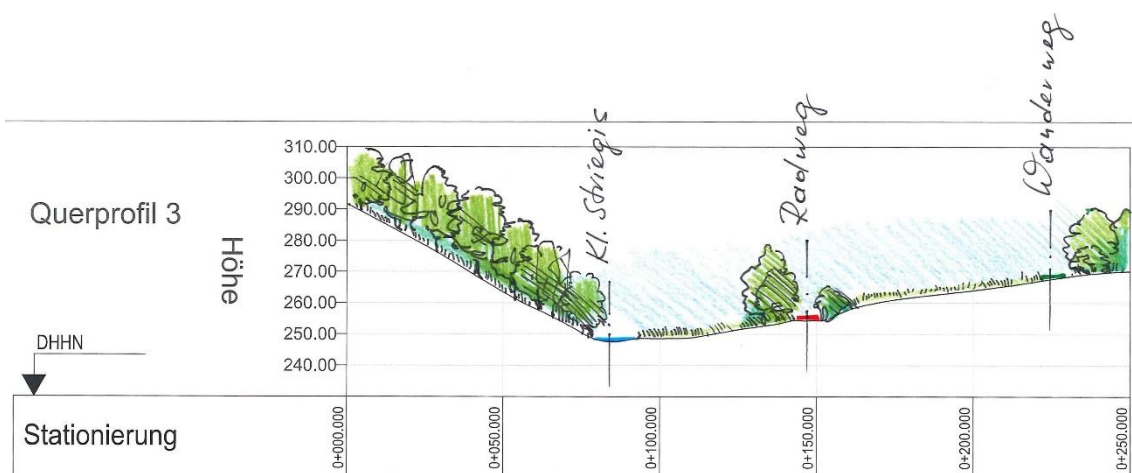 Kl. Striegis
Radweg
Wanderweg
Querprofil 3
Höhe
310.00
300.00
290.00
280.00
270.00
260.00
250.00
240.00
DHHN
Stationierung
0+000.000
0+050.000
0+100.000
0+150.000
0+200.000
0+250.000